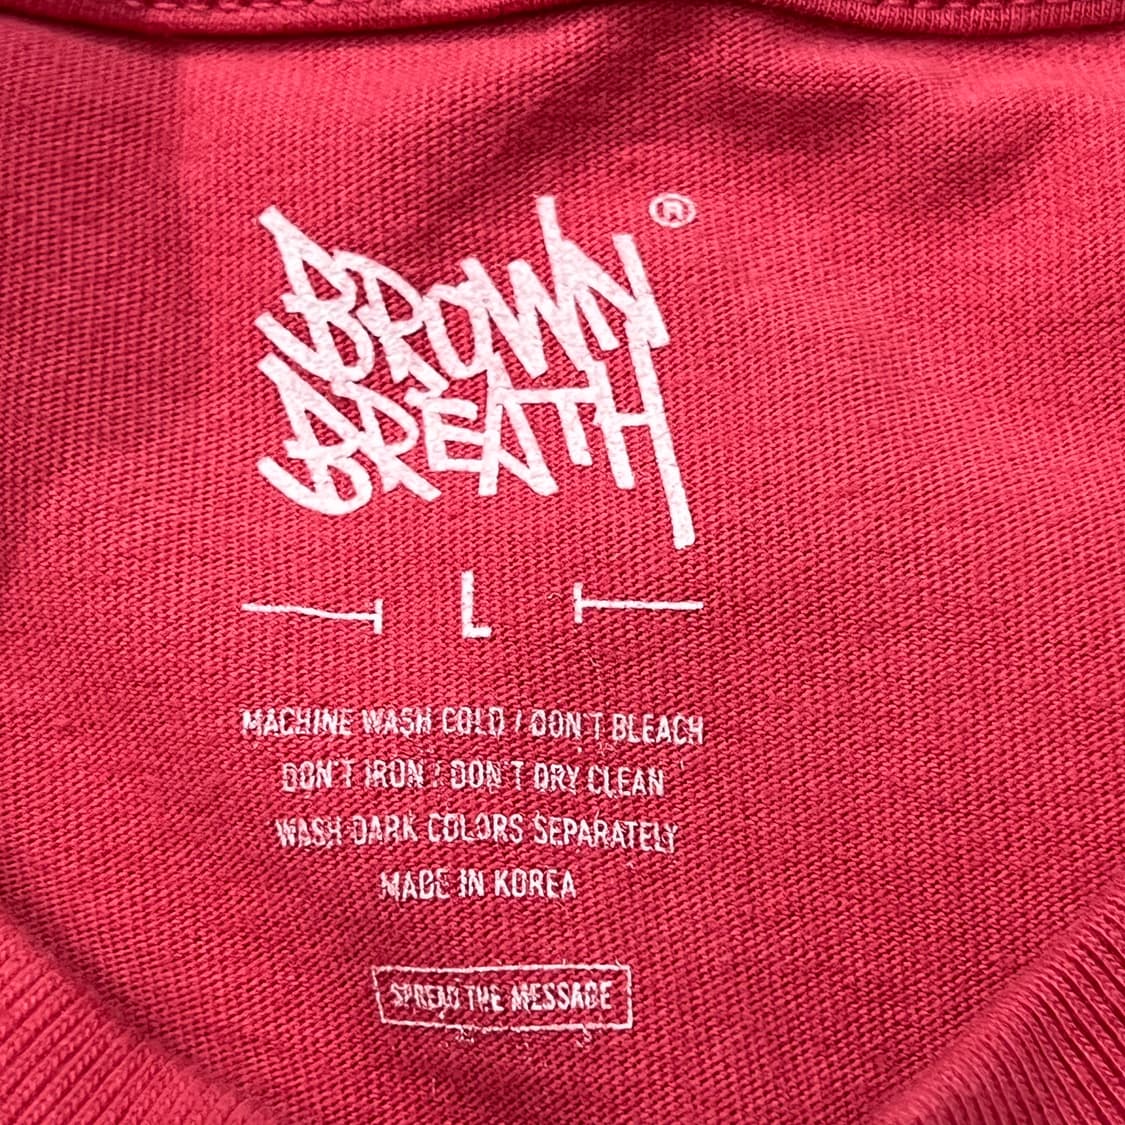 BROWN ®
BREATH
L
MACHINE WASH COLD / DON'T BLEACH
DON'T IRON / DON'T DRY CLEAN
WASH DARK COLORS SEPARATELY
MADE IN KOREA
SPREAD THE MESSAGE